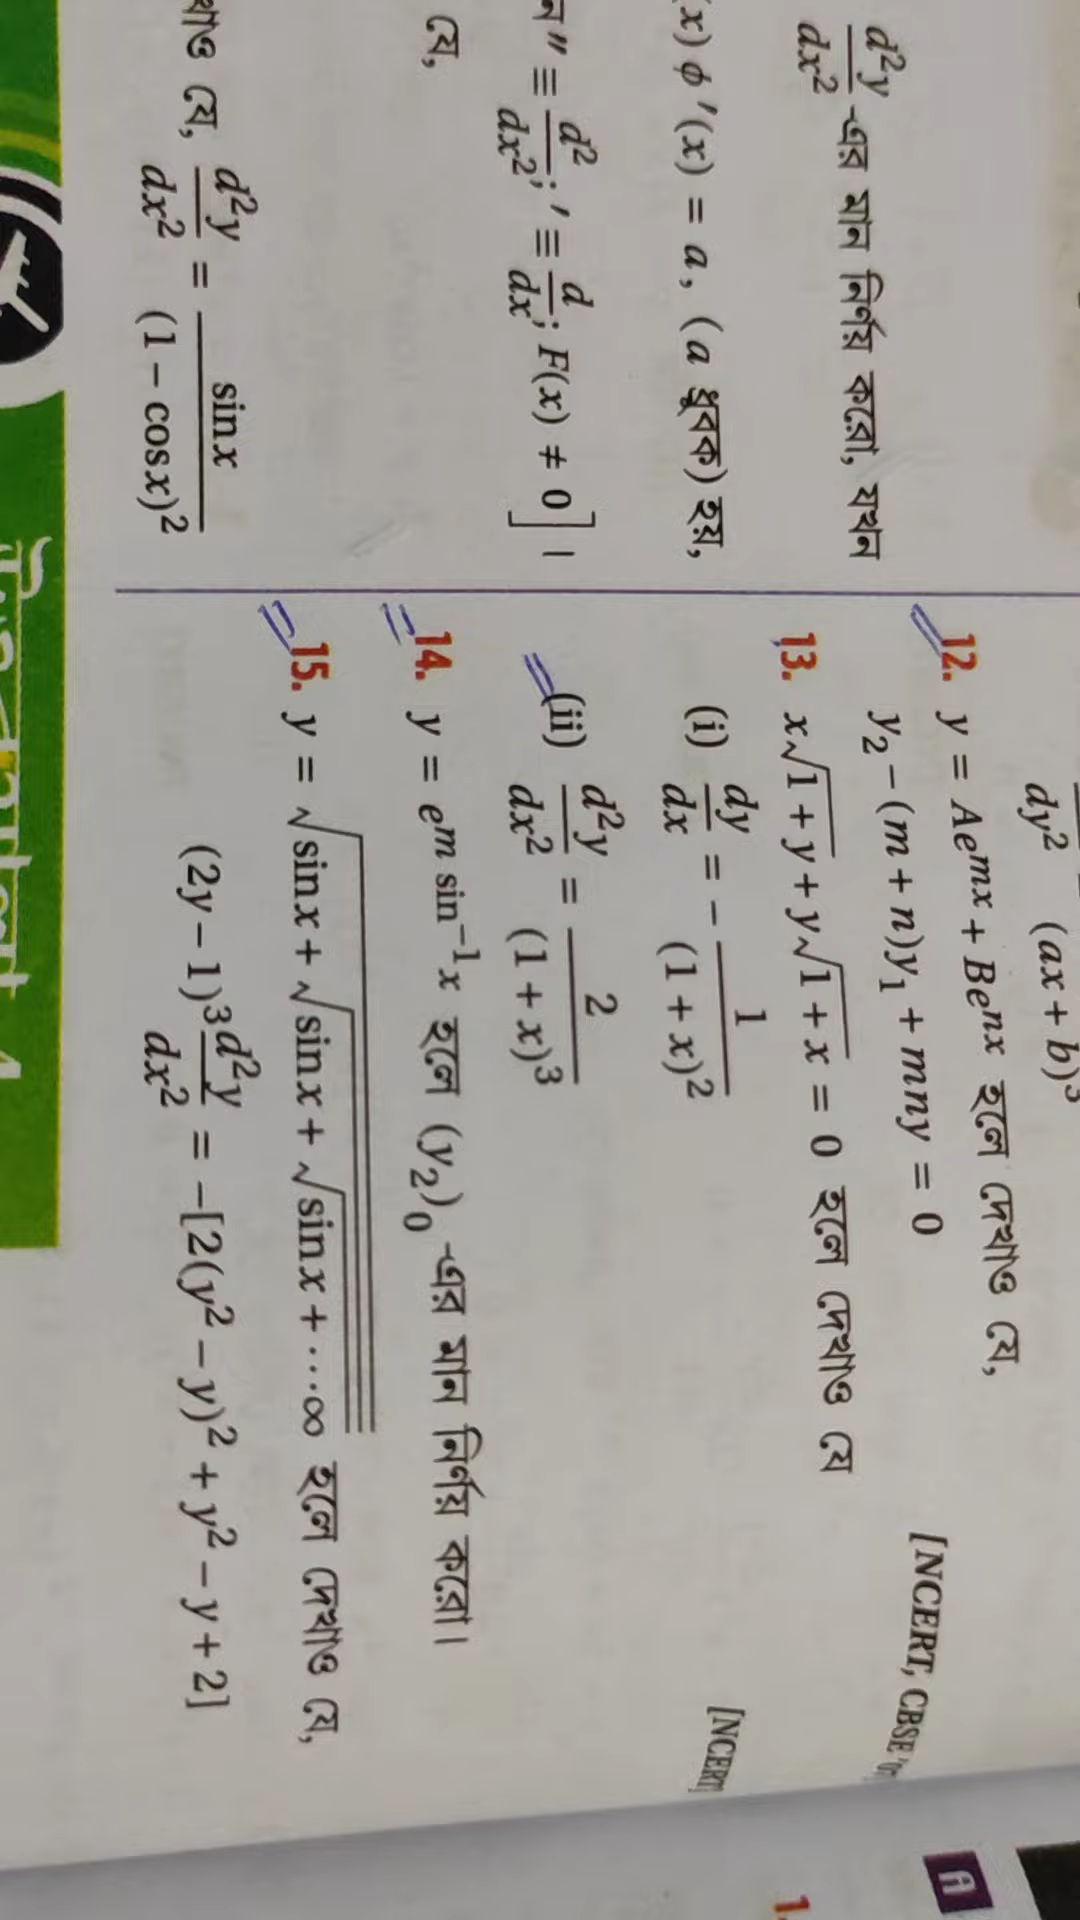 d²y/dx² -এর মান নির্ণয় করো, যখন
(x) ϕ′(x) = a, (a ধ্রুবক) হয়,
″ ≡ d²/dx²; ′ ≡ d/dx; F(x) ≠ 0]।
যে,
যে, d²y/dx² = sin x/(1 – cos x)²
dy² (ax + b)³
12. y = Ae^{mx} + Be^{nx} হলে দেখাও যে,
y₂ – (m + n)y₁ + mny = 0
[NCERT, CBSE
13. x√(1 + y) + y√(1 + x) = 0 হলে দেখাও যে
(i) dy/dx = – 1/(1 + x)²
[NCERT]
(ii) d²y/dx² = 2/(1 + x)³
14. y = e^{m sin⁻¹x} হলে (y₂)₀ -এর মান নির্ণয় করো।
15. y = √(sin x + √(sin x + √(sin x + ...∞))) হলে দেখাও যে,
(2y – 1)³ d²y/dx² = –[2(y² – y)² + y² – y + 2]
A
1.